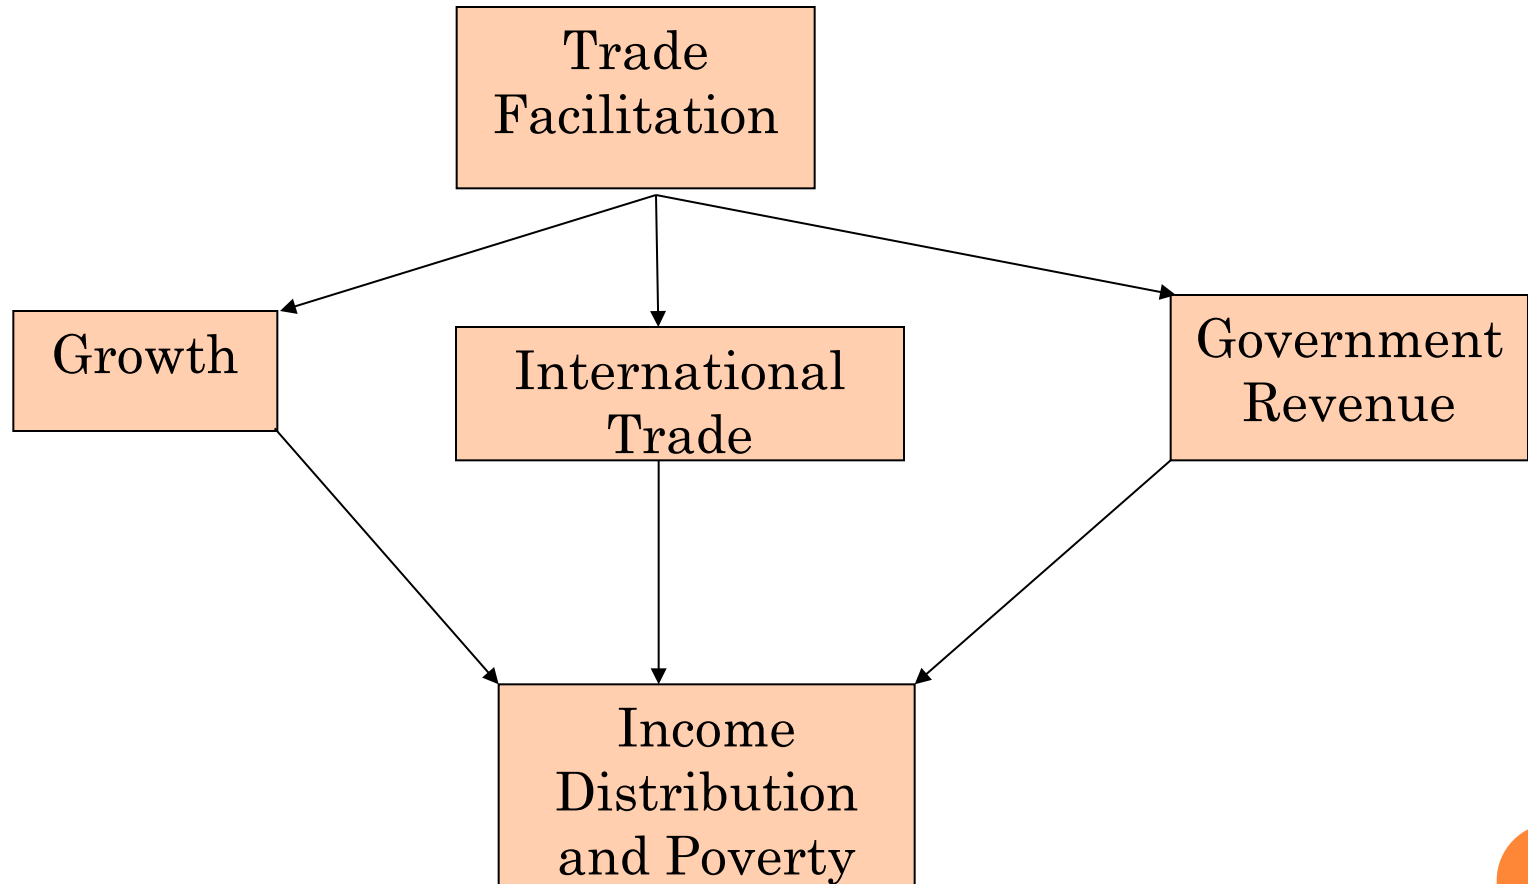 Trade
Facilitation
Growth
International
Trade
Government
Revenue
Income
Distribution
and Poverty